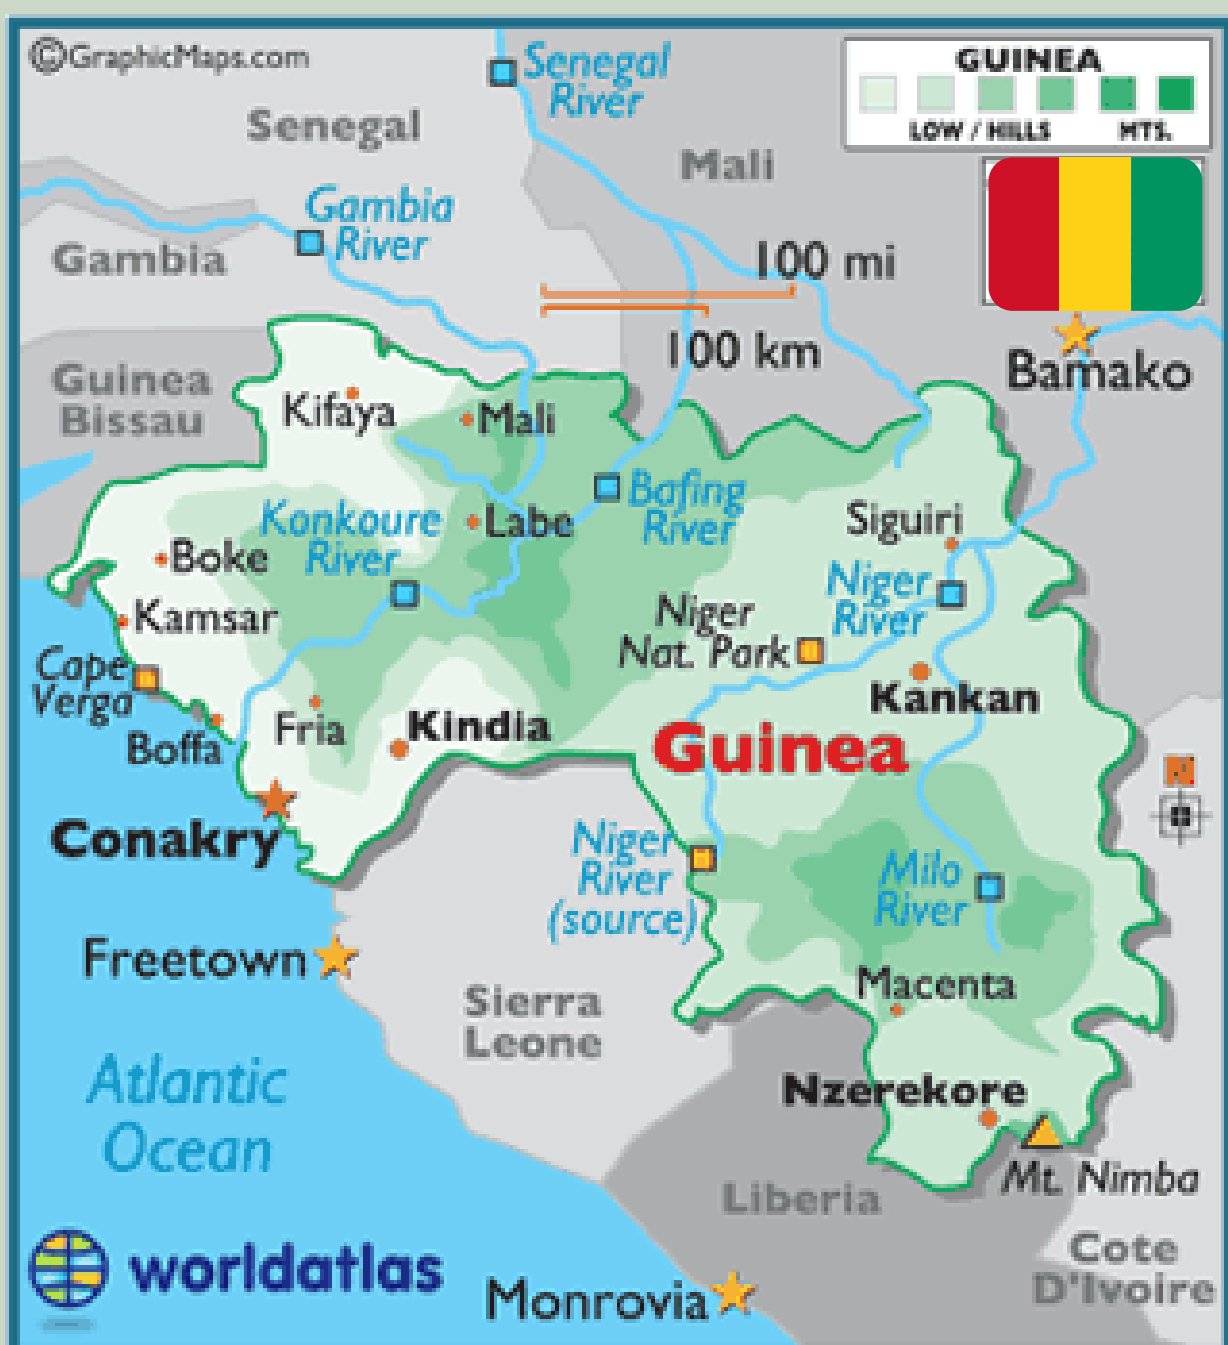 ©GraphicMaps.com
Senegal
River
GUINEA
LOW / HILLS MTS.
Senegal
Mali
Gambia
River
Gambia
100 mi
100 km
Bamako
Guinea
Bissau
Kifaya
Mali
Bafing
River
Konkoure
River
Labe
Siguiri
Boke
Niger
River
Kamsar
Niger
Nat. Park
Cape
Verga
Kankan
Fria
Kindia
Boffa
Guinea
N
Conakry
Niger
River
(source)
Milo
River
Freetown
Macenta
Sierra
Leone
Atlantic
Ocean
Nzerekore
Mt. Nimba
Liberia
Cote
D'Ivoire
worldatlas
Monrovia